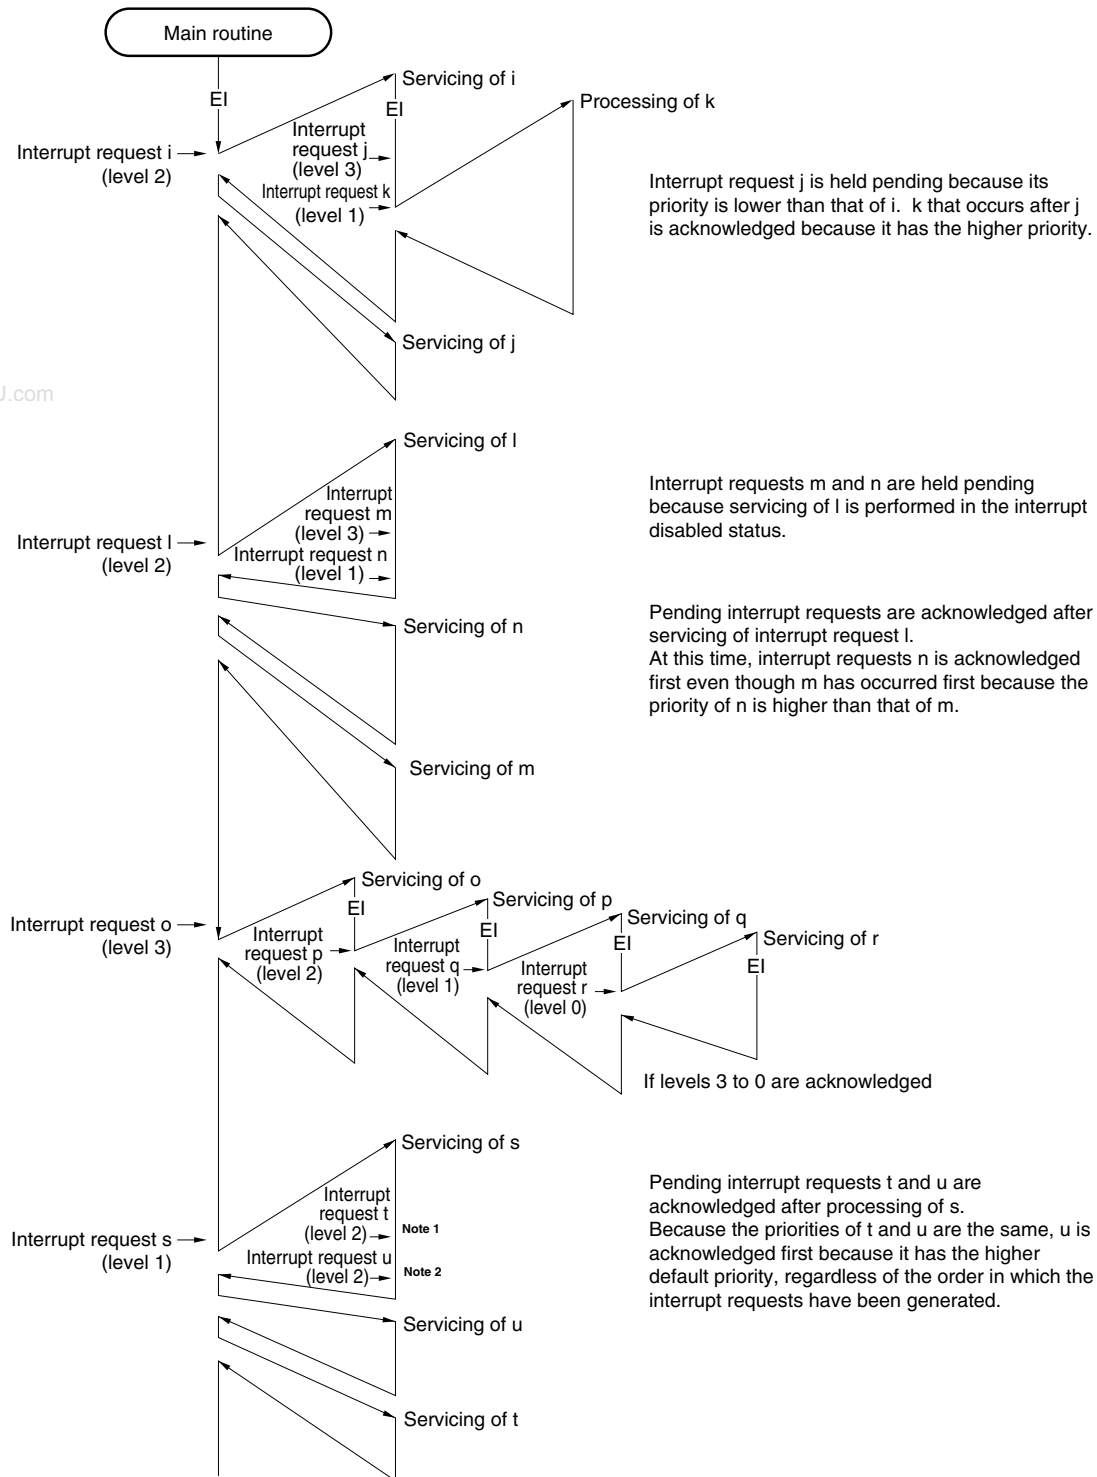 Main routine
EI
Servicing of i
EI
Processing of k
Interrupt request i
(level 2)
Interrupt
request j
(level 3)
Interrupt request k
(level 1)
Interrupt request j is held pending because its
priority is lower than that of i.  k that occurs after j
is acknowledged because it has the higher priority.
Servicing of j
U.com
Servicing of l
Interrupt request l
(level 2)
Interrupt
request m
(level 3)
Interrupt request n
(level 1)
Interrupt requests m and n are held pending
because servicing of l is performed in the interrupt
disabled status.
Servicing of n
Pending interrupt requests are acknowledged after
servicing of interrupt request l.
At this time, interrupt requests n is acknowledged
first even though m has occurred first because the
priority of n is higher than that of m.
Servicing of m
Servicing of o
EI
Servicing of p
EI
Servicing of q
EI
Servicing of r
EI
Interrupt request o
(level 3)
Interrupt
request p
(level 2)
Interrupt
request q
(level 1)
Interrupt
request r
(level 0)
If levels 3 to 0 are acknowledged
Servicing of s
Interrupt request s
(level 1)
Interrupt
request t
(level 2)
Note 1
Interrupt request u
(level 2)
Note 2
Pending interrupt requests t and u are
acknowledged after processing of s.
Because the priorities of t and u are the same, u is
acknowledged first because it has the higher
default priority, regardless of the order in which the
interrupt requests have been generated.
Servicing of u
Servicing of t